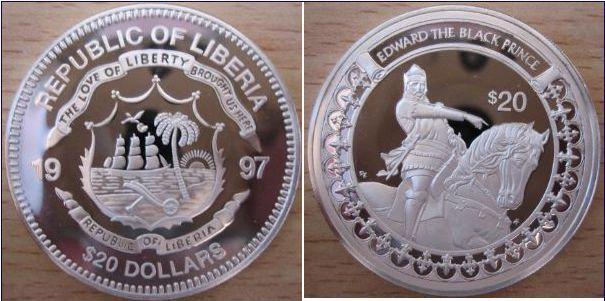 REPUBLIC OF LIBERIA
THE LOVE OF LIBERTY BROUGHT US HERE
19 97
REPUBLIC OF LIBERIA
$20 DOLLARS
EDWARD THE BLACK PRINCE
$20